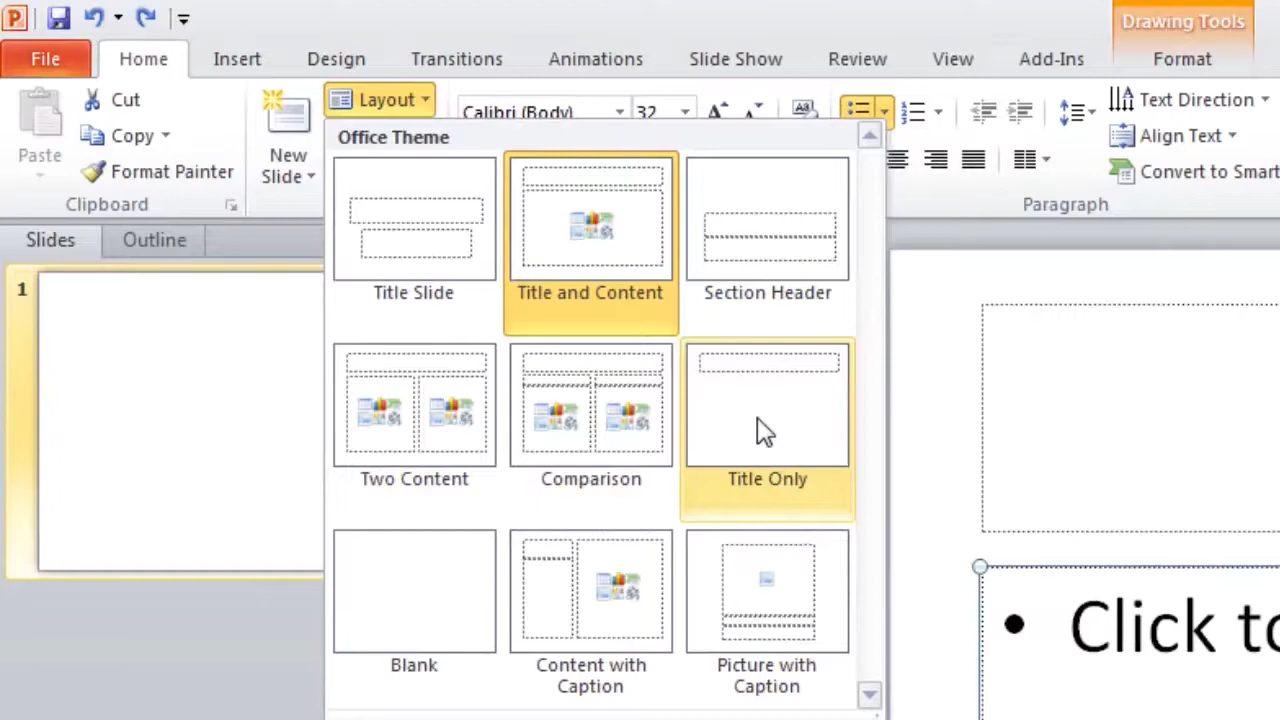 Drawing Tools
File Home Insert Design Transitions Animations Slide Show Review View Add-Ins Format
Paste
Cut
Copy
Format Painter
Clipboard
New
Slide
Layout
Calibri (Body) 32
Text Direction
Align Text
Convert to Smart
Paragraph
Slides Outline
1
Office Theme
Title Slide
Title and Content
Section Header
Two Content
Comparison
Title Only
Blank
Content with
Caption
Picture with
Caption
• Click to